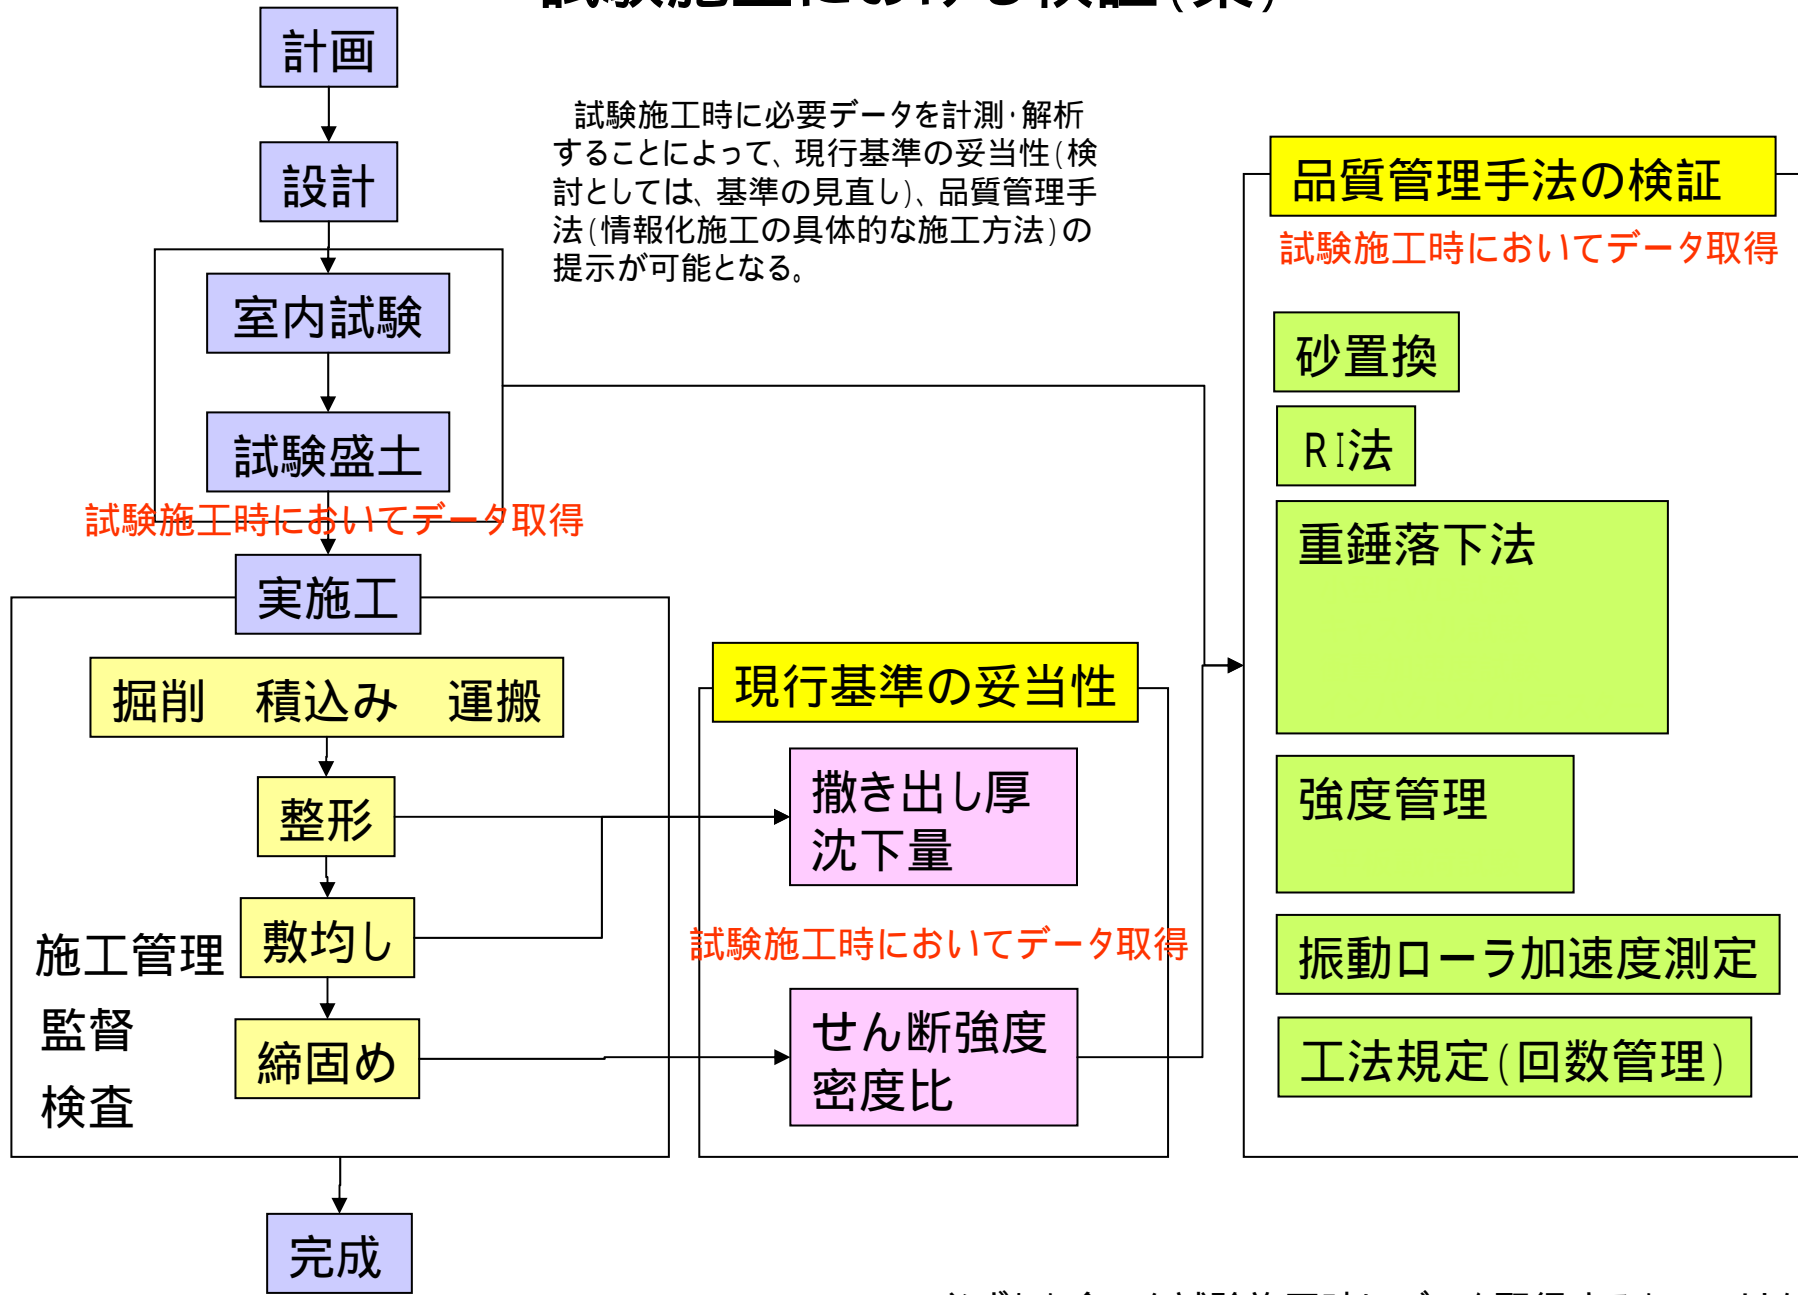 試験施工における検証(案)
計画
設計
室内試験
試験盛土
試験施工時においてデータ取得
実施工
掘削　積込み　運搬
整形
敷均し
締固め
施工管理
監督
検査
完成
試験施工時に必要データを計測・解析
することによって、現行基準の妥当性(検
討としては、基準の見直し)、品質管理手
法(情報化施工の具体的な施工方法)の
提示が可能となる。
現行基準の妥当性
撒き出し厚
沈下量
試験施工時においてデータ取得
せん断強度
密度比
品質管理手法の検証
試験施工時においてデータ取得
砂置換
RI法
重錘落下法
強度管理
振動ローラ加速度測定
工法規定(回数管理)